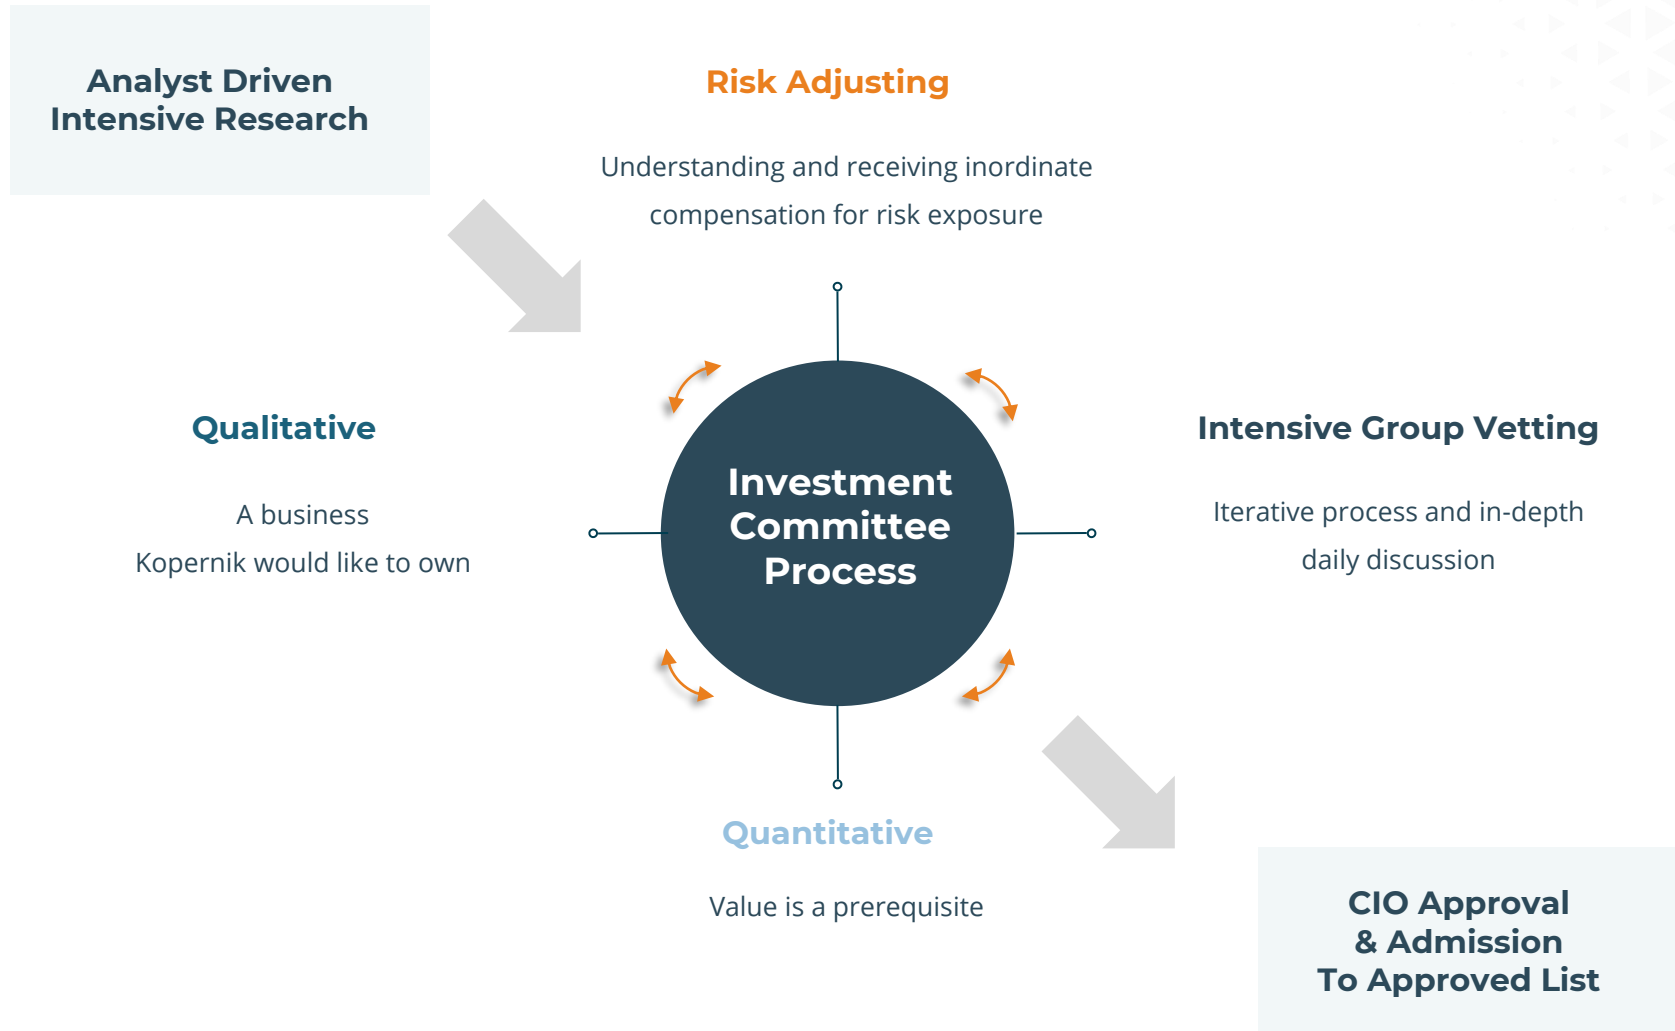 Analyst Driven
Intensive Research
Risk Adjusting
Understanding and receiving inordinate
compensation for risk exposure
Qualitative
A business
Kopernik would like to own
Investment
Committee
Process
Intensive Group Vetting
Iterative process and in-depth
daily discussion
Quantitative
Value is a prerequisite
CIO Approval
& Admission
To Approved List